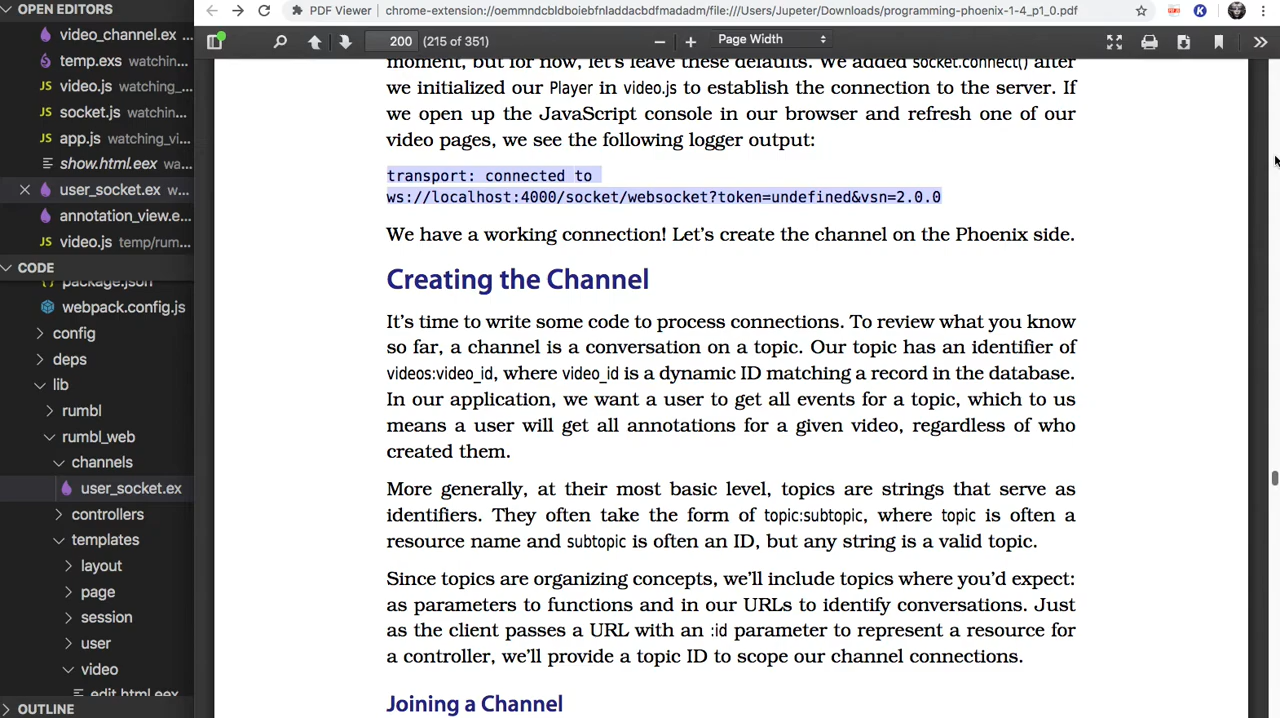 OPEN EDITORS
video_channel.ex ...
temp.exs watchin...
JS video.js watching_...
JS socket.js watchin...
JS app.js watching_vi...
show.html.eex wa...
user_socket.ex w...
annotation_view.e...
JS video.js temp/rum...
CODE
package.json
webpack.config.js
config
deps
lib
rumbl
rumbl_web
channels
user_socket.ex
controllers
templates
layout
page
session
user
video
edit.html.eex
OUTLINE
PDF Viewer | chrome-extension://oemmndcbldboiebfnladdacbdfmadadm/file:///Users/Jupeter/Downloads/programming-phoenix-1-4_p1_0.pdf
200 (215 of 351)
Page Width
moment, but for now, let's leave these defaults. We added socket.connect() after
we initialized our Player in video.js to establish the connection to the server. If
we open up the JavaScript console in our browser and refresh one of our
video pages, we see the following logger output:
transport: connected to
ws://localhost:4000/socket/websocket?token=undefined&vsn=2.0.0
We have a working connection! Let's create the channel on the Phoenix side.
Creating the Channel
It's time to write some code to process connections. To review what you know
so far, a channel is a conversation on a topic. Our topic has an identifier of
videos:video_id, where video_id is a dynamic ID matching a record in the database.
In our application, we want a user to get all events for a topic, which to us
means a user will get all annotations for a given video, regardless of who
created them.
More generally, at their most basic level, topics are strings that serve as
identifiers. They often take the form of topic:subtopic, where topic is often a
resource name and subtopic is often an ID, but any string is a valid topic.
Since topics are organizing concepts, we'll include topics where you'd expect:
as parameters to functions and in our URLs to identify conversations. Just
as the client passes a URL with an :id parameter to represent a resource for
a controller, we'll provide a topic ID to scope our channel connections.
Joining a Channel